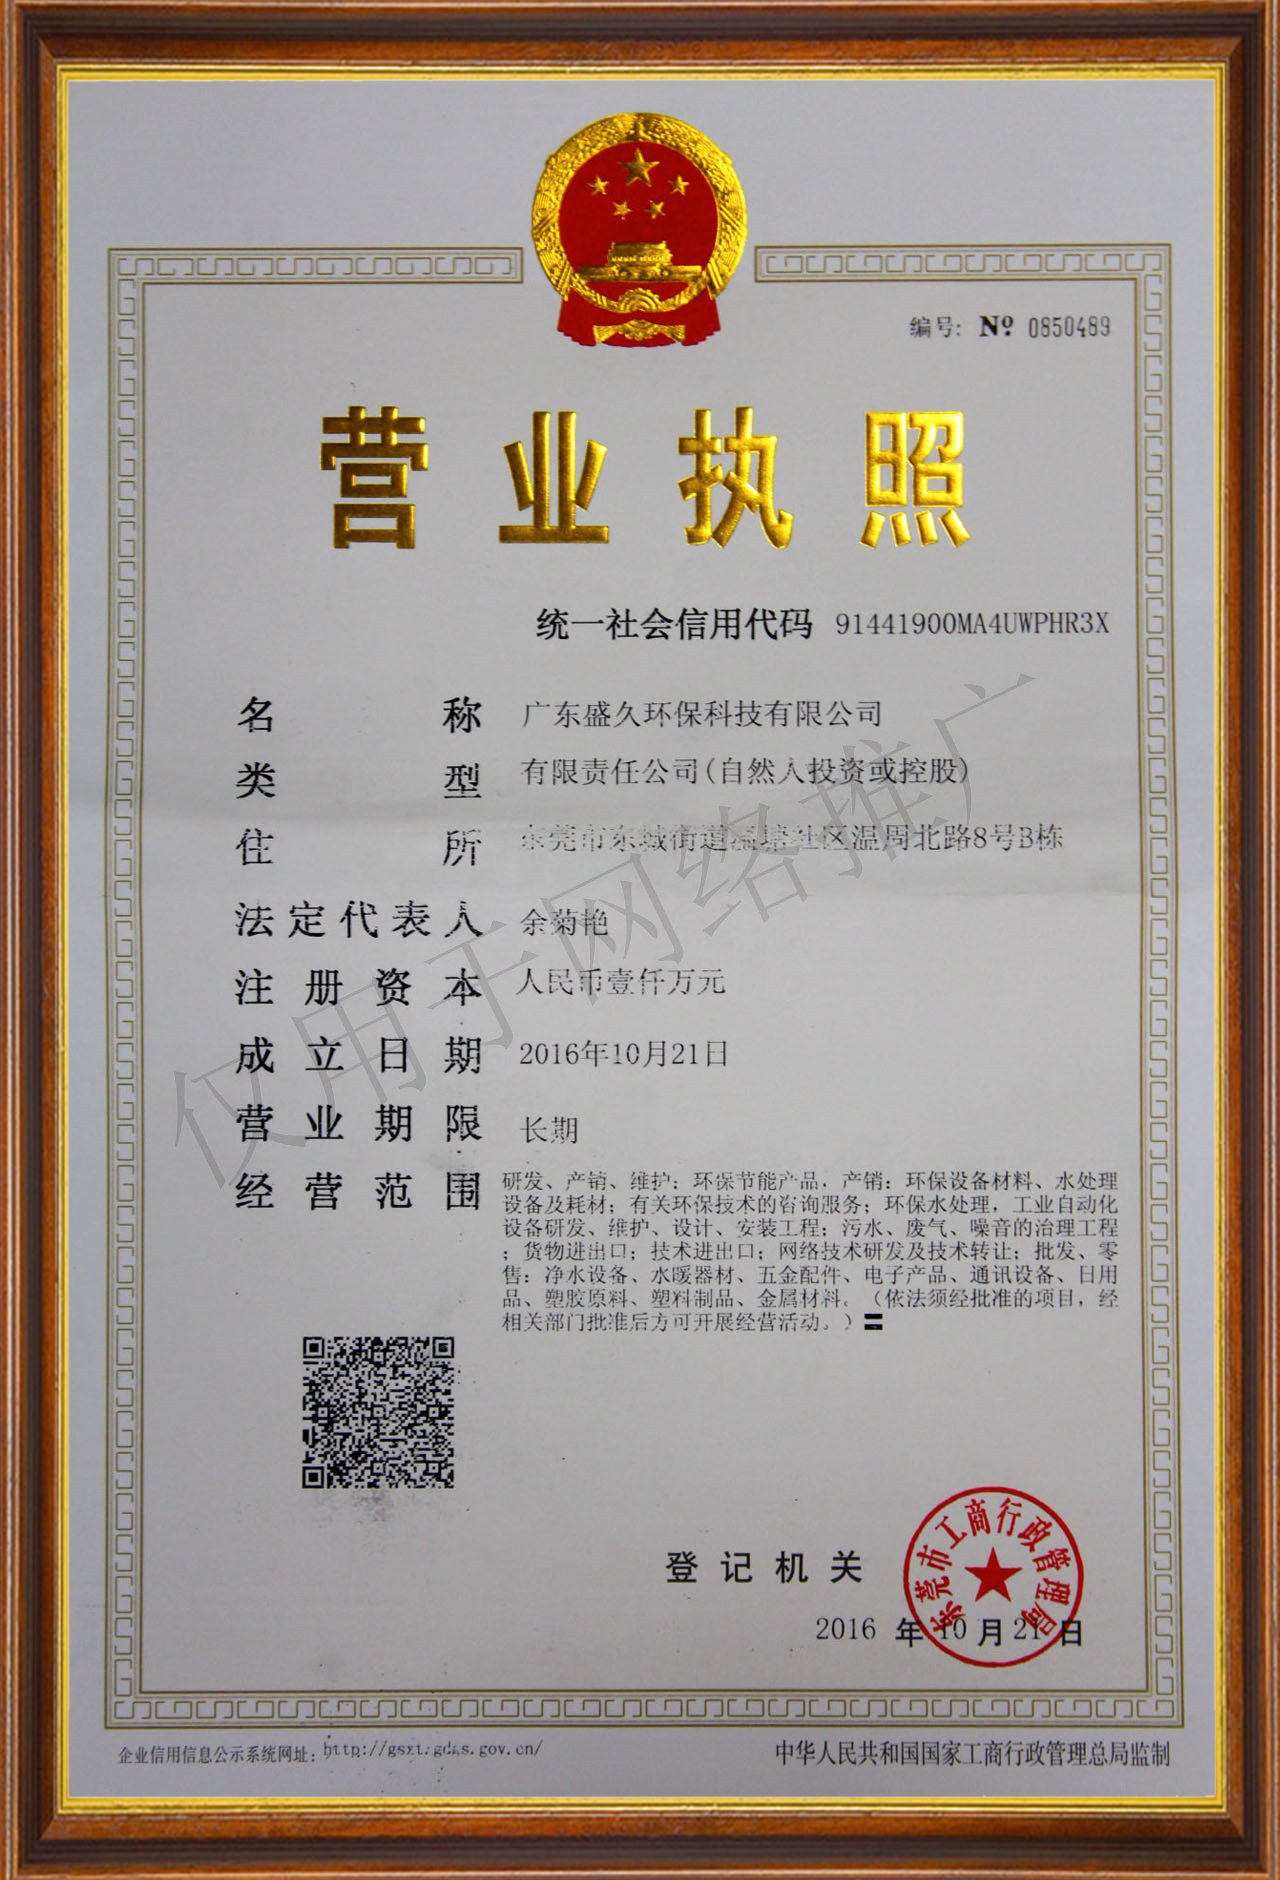 编号: № 0850489
营业执照
统一社会信用代码 91441900MA4UWPHR3X
名称 广东盛久环保科技有限公司
类型 有限责任公司(自然人投资或控股)
住所 东莞市东城街道温塘社区温周北路8号B栋
法定代表人 余菊艳
注册资本 人民币壹仟万元
成立日期 2016年10月21日
营业期限 长期
经营范围 研发、产销、维护:环保节能产品,产销:环保设备材料、水处理
设备及耗材;有关环保技术的咨询服务;环保水处理,工业自动化
设备研发、维护、设计、安装工程;污水、废气、噪音的治理工程
;货物进出口;技术进出口;网络技术研发及技术转让;批发、零
售:净水设备、水暖器材、五金配件、电子产品、通讯设备、日用
品、塑胶原料、塑料制品、金属材料。(依法须经批准的项目,经
相关部门批准后方可开展经营活动。)
仅用于网络推广
登记机关
东莞市工商行政管理局
2016 年 10 月 21 日
企业信用信息公示系统网址: http://gsxt.gdas.gov.cn/
中华人民共和国国家工商行政管理总局监制